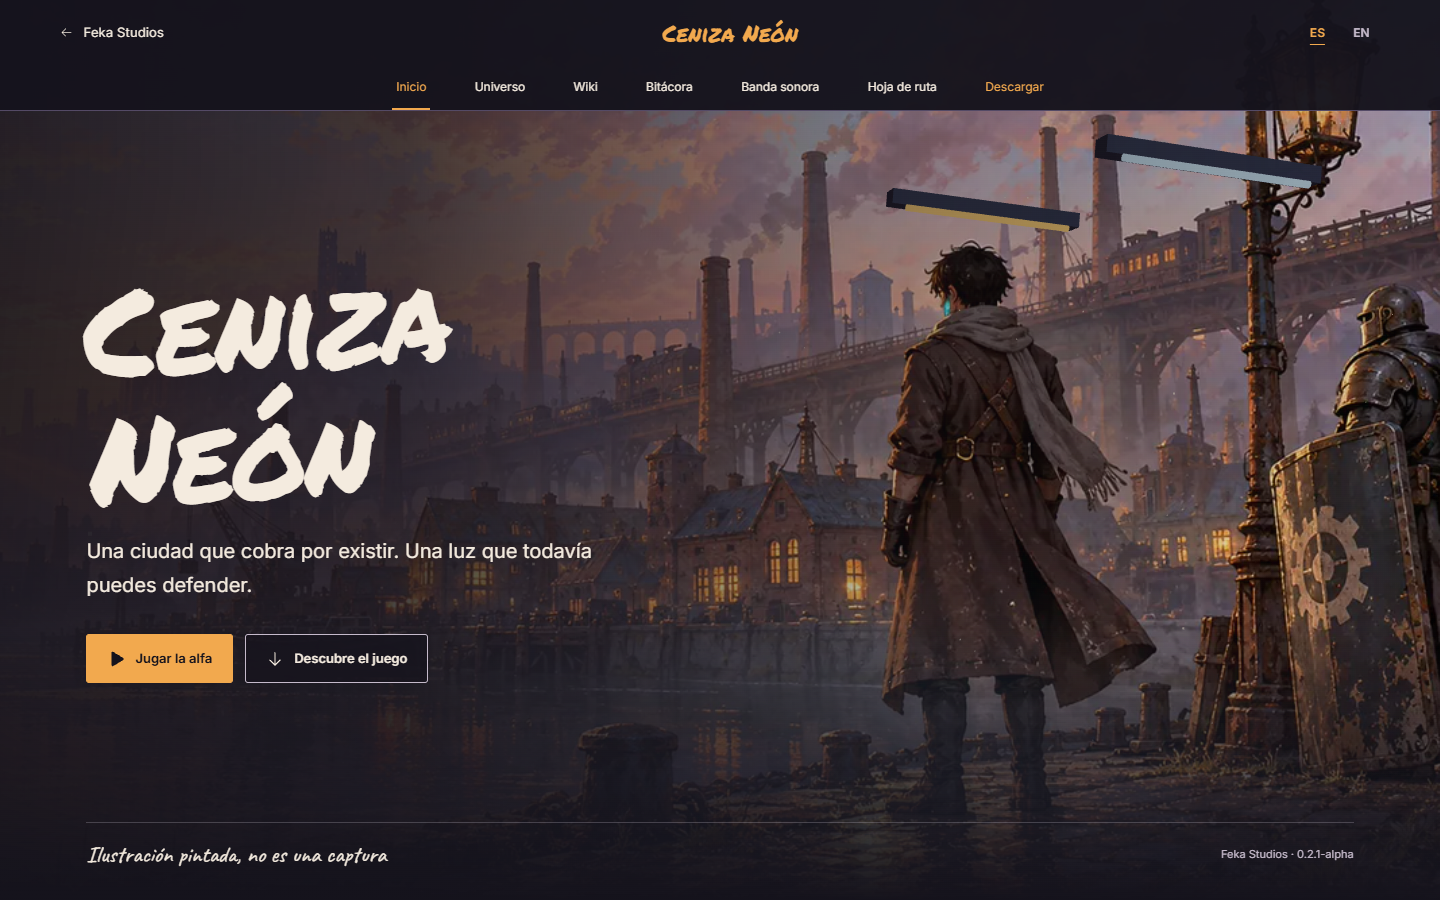 Feka Studios
Ceniza Neón
ES EN
Inicio Universo Wiki Bitácora Banda sonora Hoja de ruta Descargar
Ceniza
Neón
Una ciudad que cobra por existir. Una luz que todavía
puedes defender.
Jugar la alfa
Descubre el juego
Ilustración pintada, no es una captura
Feka Studios · 0.2.1-alpha